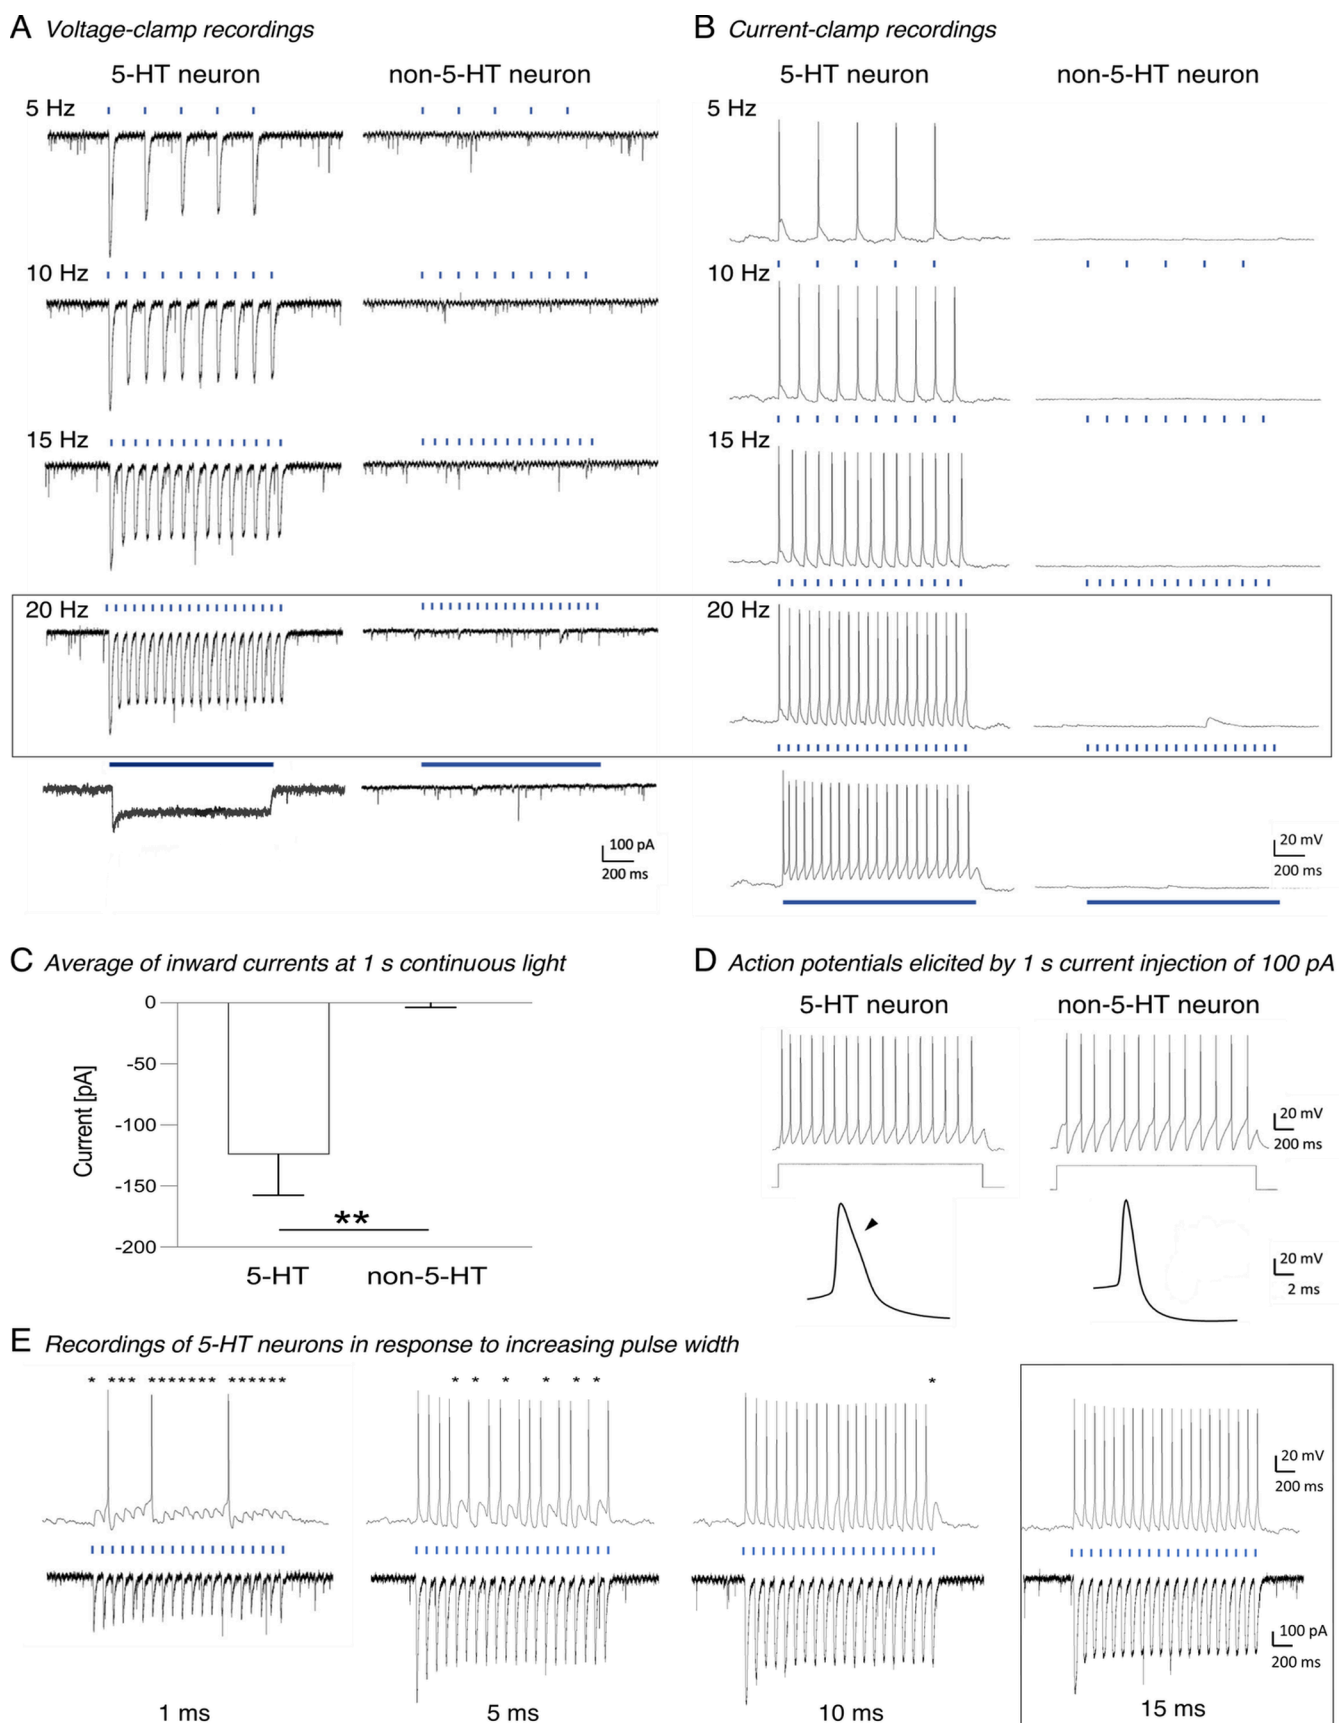 A Voltage-clamp recordings
5-HT neuron non-5-HT neuron
5 Hz
10 Hz
15 Hz
20 Hz
100 pA
200 ms
B Current-clamp recordings
5-HT neuron non-5-HT neuron
5 Hz
10 Hz
15 Hz
20 Hz
20 mV
200 ms
C Average of inward currents at 1 s continuous light
Current [pA]
0
-50
-100
-150
-200
**
5-HT non-5-HT
D Action potentials elicited by 1 s current injection of 100 pA
5-HT neuron non-5-HT neuron
20 mV
200 ms
20 mV
2 ms
E Recordings of 5-HT neurons in response to increasing pulse width
* *** ******* ******
* * * * * *
*
20 mV
200 ms
100 pA
200 ms
1 ms 5 ms 10 ms 15 ms